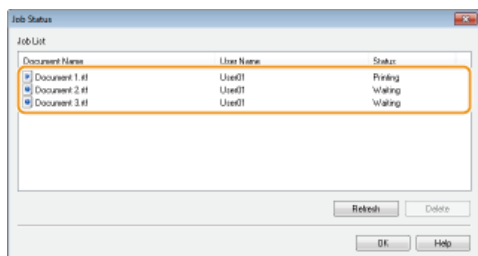 Job Status
Job List
Document Name User Name Status
Document 1.rtf User01 Printing
Document 2.rtf User01 Waiting
Document 3.rtf User01 Waiting
Refresh Delete
OK Help